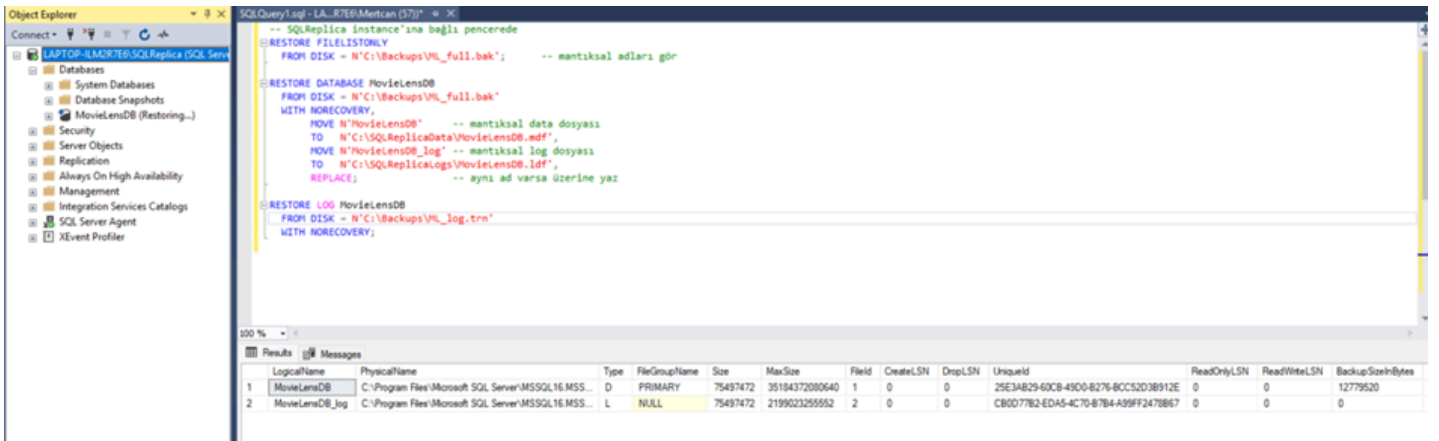 Object Explorer
Connect
LAPTOP-ILM2R7E6\SQLReplica (SQL Serve
Databases
System Databases
Database Snapshots
MovieLensDB (Restoring...)
Security
Server Objects
Replication
Always On High Availability
Management
Integration Services Catalogs
SQL Server Agent
XEvent Profiler
SQLQuery1.sql - LA...R7E6\Mertcan (57))*
-- SQLReplica instance'ına bağlı pencerede
RESTORE FILELISTONLY
FROM DISK = N'C:\Backups\ML_full.bak'; -- mantıksal adları gör
RESTORE DATABASE MovieLensDB
FROM DISK = N'C:\Backups\ML_full.bak'
WITH NORECOVERY,
MOVE N'MovieLensDB' -- mantıksal data dosyası
TO N'C:\SQLReplicaData\MovieLensDB.mdf',
MOVE N'MovieLensDB_log' -- mantıksal log dosyası
TO N'C:\SQLReplicaLogs\MovieLensDB.ldf',
REPLACE; -- aynı ad varsa üzerine yaz
RESTORE LOG MovieLensDB
FROM DISK = N'C:\Backups\ML_log.trn'
WITH NORECOVERY;
100 %
Results Messages
LogicalName PhysicalName Type FileGroupName Size MaxSize FileId CreateLSN DropLSN UniqueId ReadOnlyLSN ReadWriteLSN BackupSizeInBytes
1 MovieLensDB C:\Program Files\Microsoft SQL Server\MSSQL16.MSS... D PRIMARY 75497472 35184372080640 1 0 0 25E3AB29-60CB-49D0-B276-BCC52D3B912E 0 0 12779520
2 MovieLensDB_log C:\Program Files\Microsoft SQL Server\MSSQL16.MSS... L NULL 75497472 2199023255552 2 0 0 CB0D77B2-EDA5-4C70-B7B4-A99FF2478B67 0 0 0